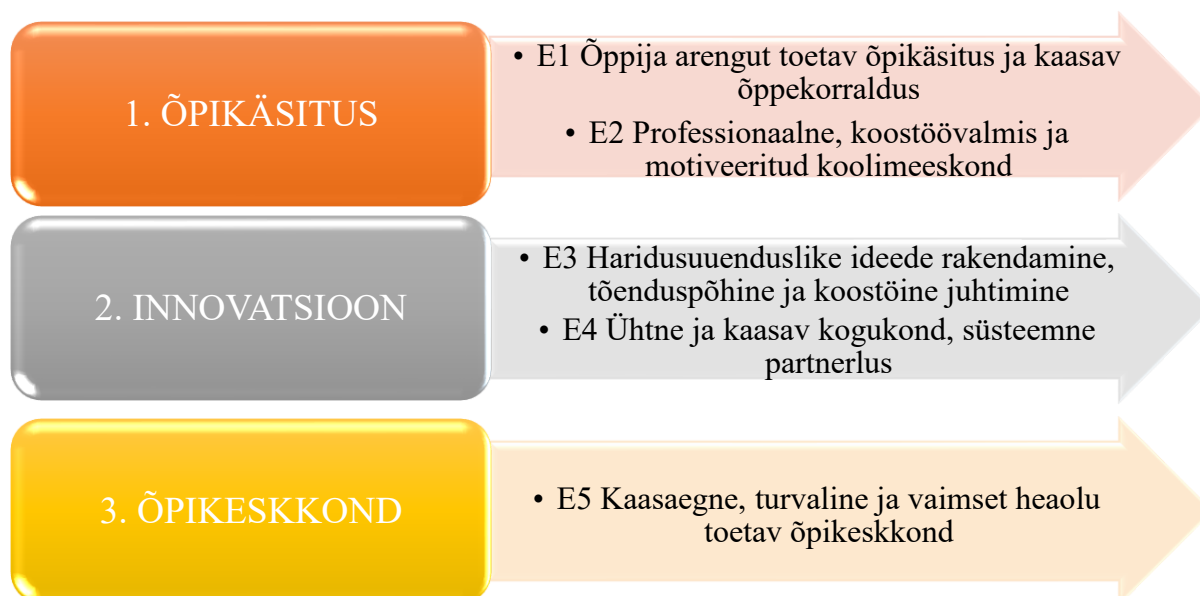 1. ÕPIKÄSITUS
• E1 Õppija arengut toetav õpikäsitus ja kaasav
õppekorraldus
• E2 Professionaalne, koostöövalmis ja
motiveeritud koolimeeskond
2. INNOVATSIOON
• E3 Haridusuuenduslike ideede rakendamine,
tõenduspõhine ja koostöine juhtimine
• E4 Ühtne ja kaasav kogukond, süsteemne
partnerlus
3. ÕPIKESKKOND
• E5 Kaasaegne, turvaline ja vaimset heaolu
toetav õpikeskkond